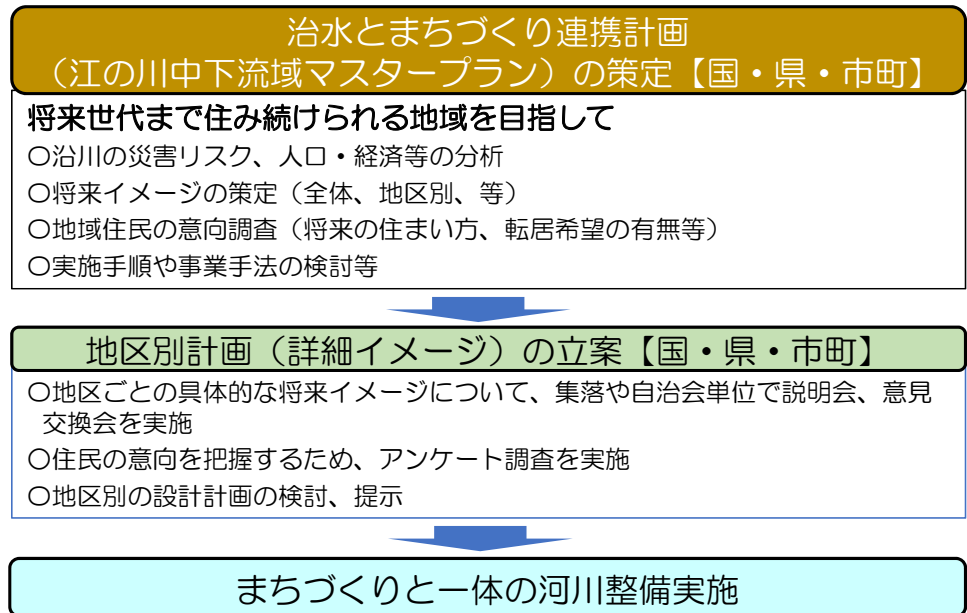 治水とまちづくり連携計画
（江の川中下流域マスタープラン）の策定【国・県・市町】
将来世代まで住み続けられる地域を目指して
〇沿川の災害リスク、人口・経済等の分析
〇将来イメージの策定（全体、地区別、等）
〇地域住民の意向調査（将来の住まい方、転居希望の有無等）
〇実施手順や事業手法の検討等
地区別計画（詳細イメージ）の立案【国・県・市町】
〇地区ごとの具体的な将来イメージについて、集落や自治会単位で説明会、意見
交換会を実施
〇住民の意向を把握するため、アンケート調査を実施
〇地区別の設計計画の検討、提示
まちづくりと一体の河川整備実施